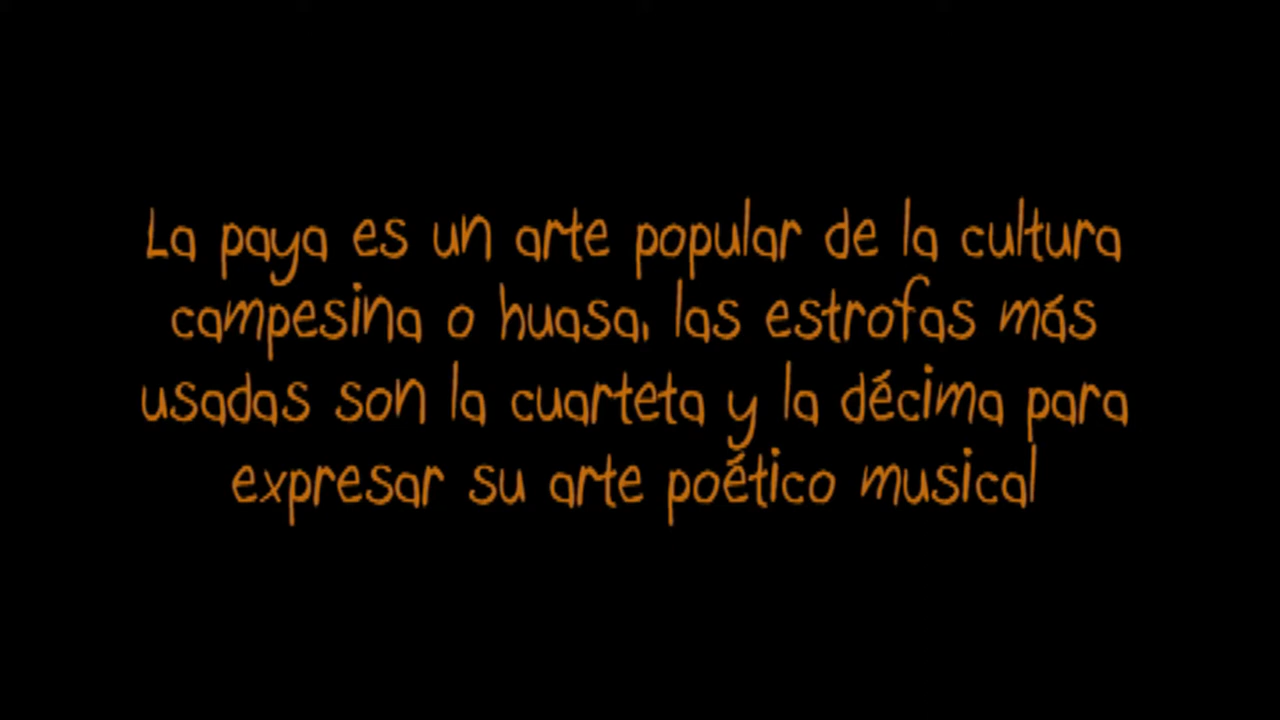 La paya es un arte popular de la cultura
campesina o huasa, las estrofas más
usadas son la cuarteta y la décima para
expresar su arte poético musical